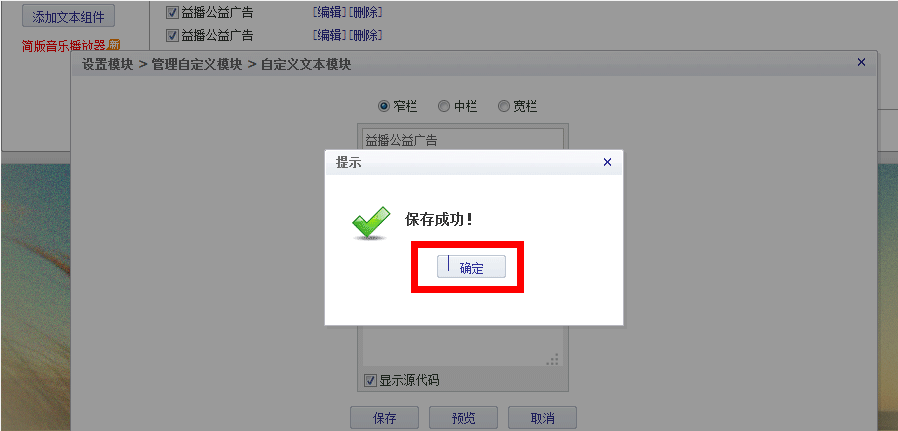 添加文本组件
益播公益广告 [编辑][删除]
益播公益广告 [编辑][删除]
简版音乐播放器 新
设置模块 > 管理自定义模块 > 自定义文本模块
窄栏 中栏 宽栏
益播公益广告
提示
保存成功!
确定
显示源代码
保存 预览 取消